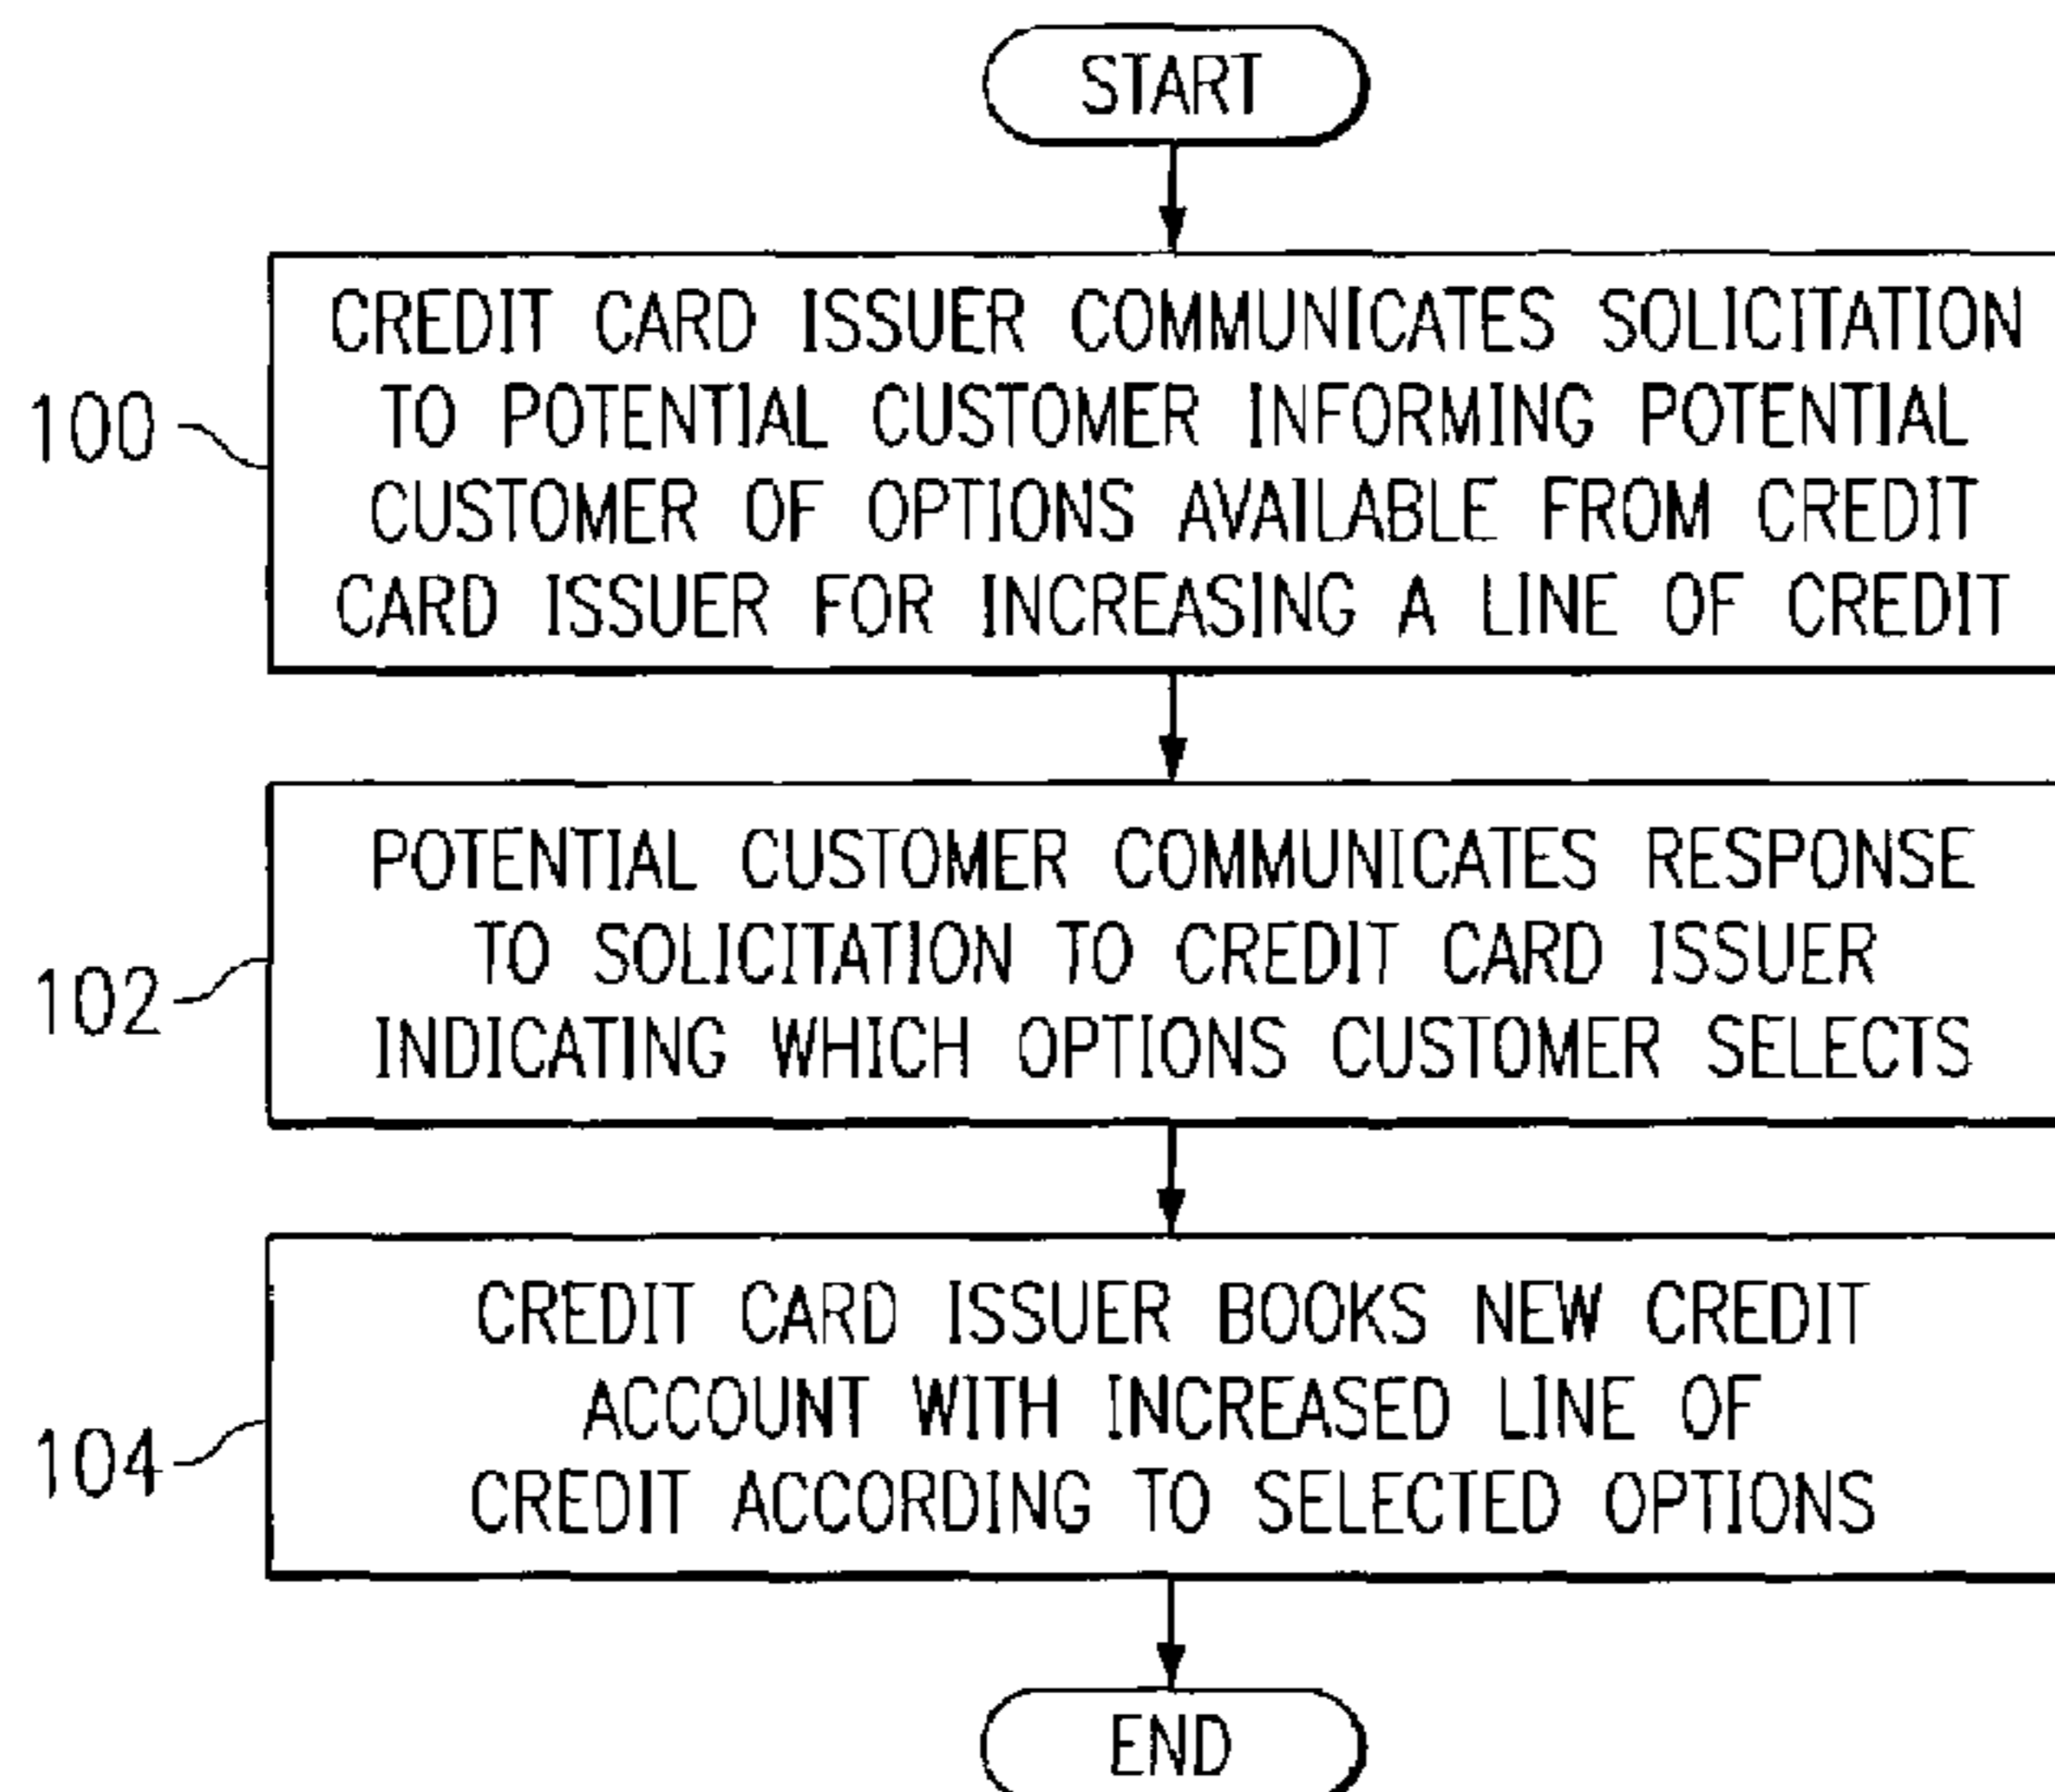 START
CREDIT CARD ISSUER COMMUNICATES SOLICITATION
TO POTENTIAL CUSTOMER INFORMING POTENTIAL
CUSTOMER OF OPTIONS AVAILABLE FROM CREDIT
CARD ISSUER FOR INCREASING A LINE OF CREDIT
100
POTENTIAL CUSTOMER COMMUNICATES RESPONSE
TO SOLICITATION TO CREDIT CARD ISSUER
INDICATING WHICH OPTIONS CUSTOMER SELECTS
102
CREDIT CARD ISSUER BOOKS NEW CREDIT
ACCOUNT WITH INCREASED LINE OF
CREDIT ACCORDING TO SELECTED OPTIONS
104
END